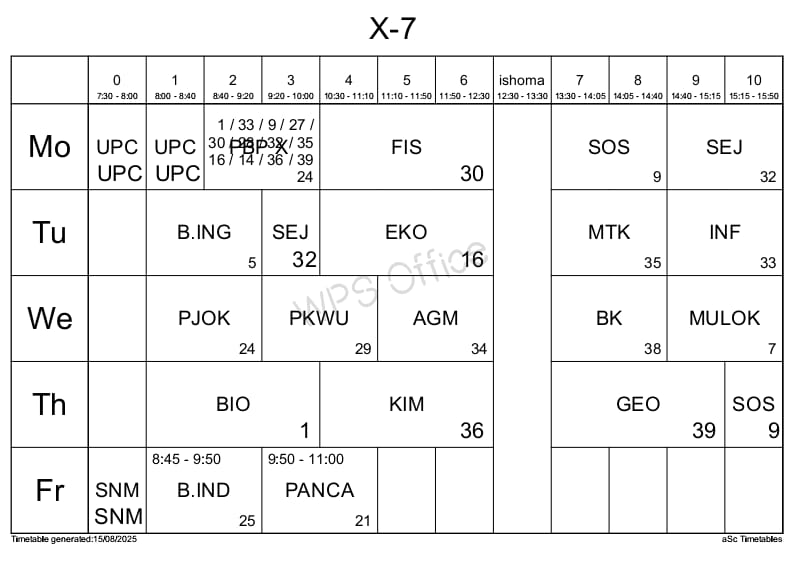 X-7
0 1 2 3 4 5 6 ishoma 7 8 9 10
7:30 - 8:00 8:00 - 8:40 8:40 - 9:20 9:20 - 10:00 10:30 - 11:10 11:10 - 11:50 11:50 - 12:30 12:30 - 13:30 13:30 - 14:05 14:05 - 14:40 14:40 - 15:15 15:15 - 15:50
1 / 33 / 9 / 27 /
30 / 32 / 35
Mo UPC UPC PBP X FIS SOS SEJ
16 / 14 / 36 / 39
UPC UPC 24 30 9 32
Tu B.ING SEJ EKO MTK INF
5 32 16 35 33
WPS Office
We PJOK PKWU AGM BK MULOK
24 29 34 38 7
Th BIO KIM GEO SOS
1 36 39 9
8:45 - 9:50 9:50 - 11:00
Fr SNM B.IND PANCA
SNM 25 21
Timetable generated:15/08/2025 aSc Timetables